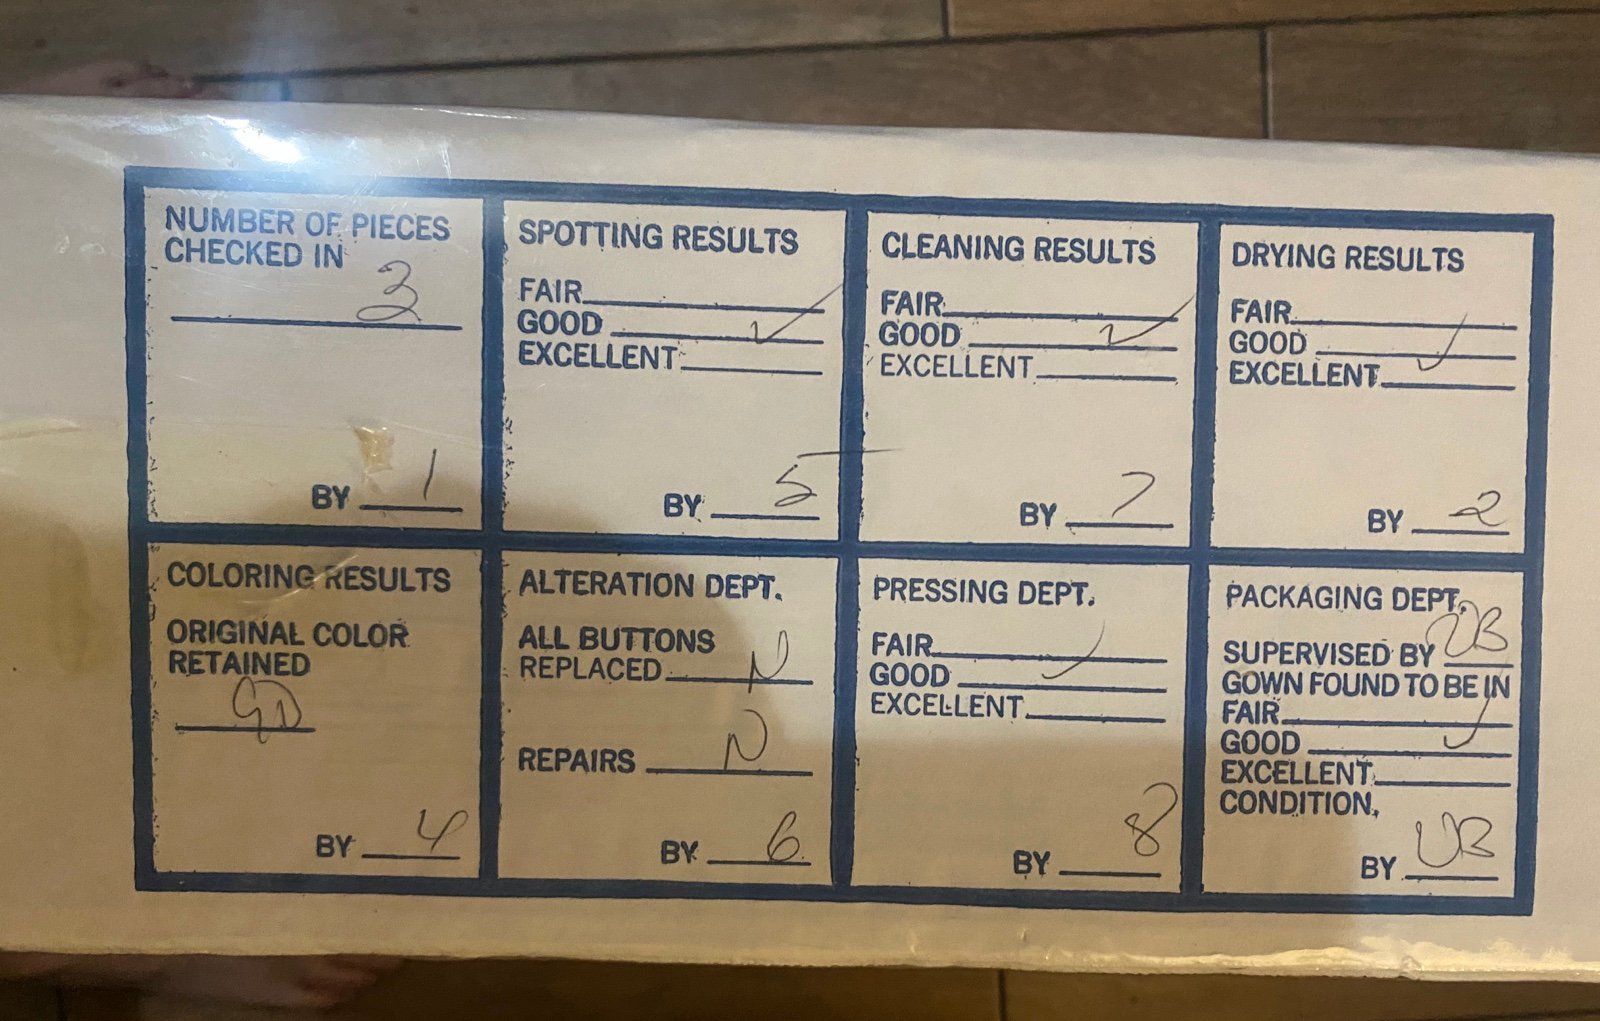 NUMBER OF PIECES
CHECKED IN
3
BY 1
SPOTTING RESULTS
FAIR
GOOD ✓
EXCELLENT
BY 5
CLEANING RESULTS
FAIR
GOOD ✓
EXCELLENT
BY 7
DRYING RESULTS
FAIR
GOOD ✓
EXCELLENT
BY 2
COLORING RESULTS
ORIGINAL COLOR
RETAINED
GD
BY 4
ALTERATION DEPT.
ALL BUTTONS
REPLACED N
REPAIRS N
BY 6
PRESSING DEPT.
FAIR
GOOD ✓
EXCELLENT
BY 8
PACKAGING DEPT.
SUPERVISED BY UB
GOWN FOUND TO BE IN
FAIR
GOOD ✓
EXCELLENT
CONDITION.
BY UB